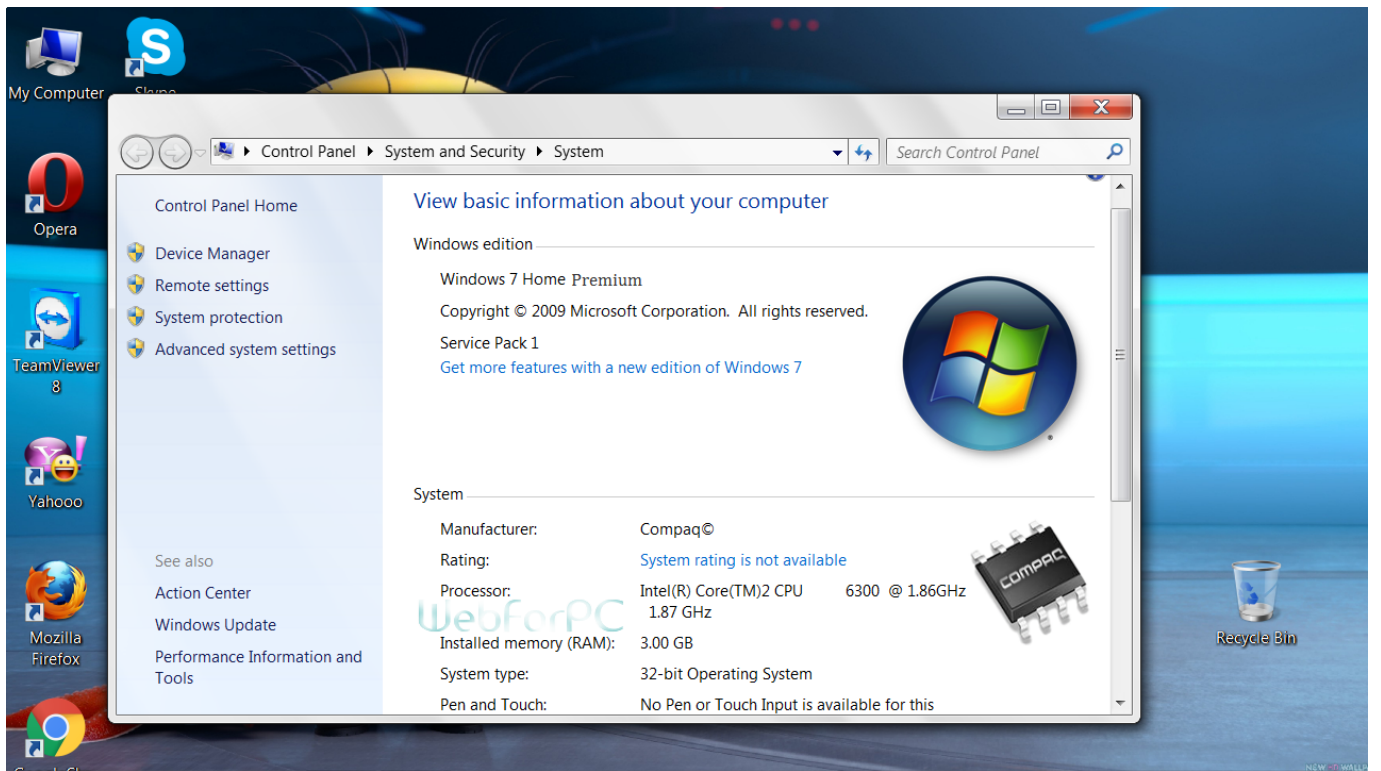 My Computer
Skype
Opera
TeamViewer
8
Yahooo
Mozilla
Firefox
Control Panel
System and Security
System
Search Control Panel
Control Panel Home
Device Manager
Remote settings
System protection
Advanced system settings
See also
Action Center
Windows Update
Performance Information and
Tools
View basic information about your computer
Windows edition
Windows 7 Home Premium
Copyright © 2009 Microsoft Corporation. All rights reserved.
Service Pack 1
Get more features with a new edition of Windows 7
System
Manufacturer: Compaq©
Rating: System rating is not available
Processor: Intel(R) Core(TM)2 CPU 6300 @ 1.86GHz
1.87 GHz
WebForPC
Installed memory (RAM): 3.00 GB
System type: 32-bit Operating System
Pen and Touch: No Pen or Touch Input is available for this
COMPAQ
Recycle Bin